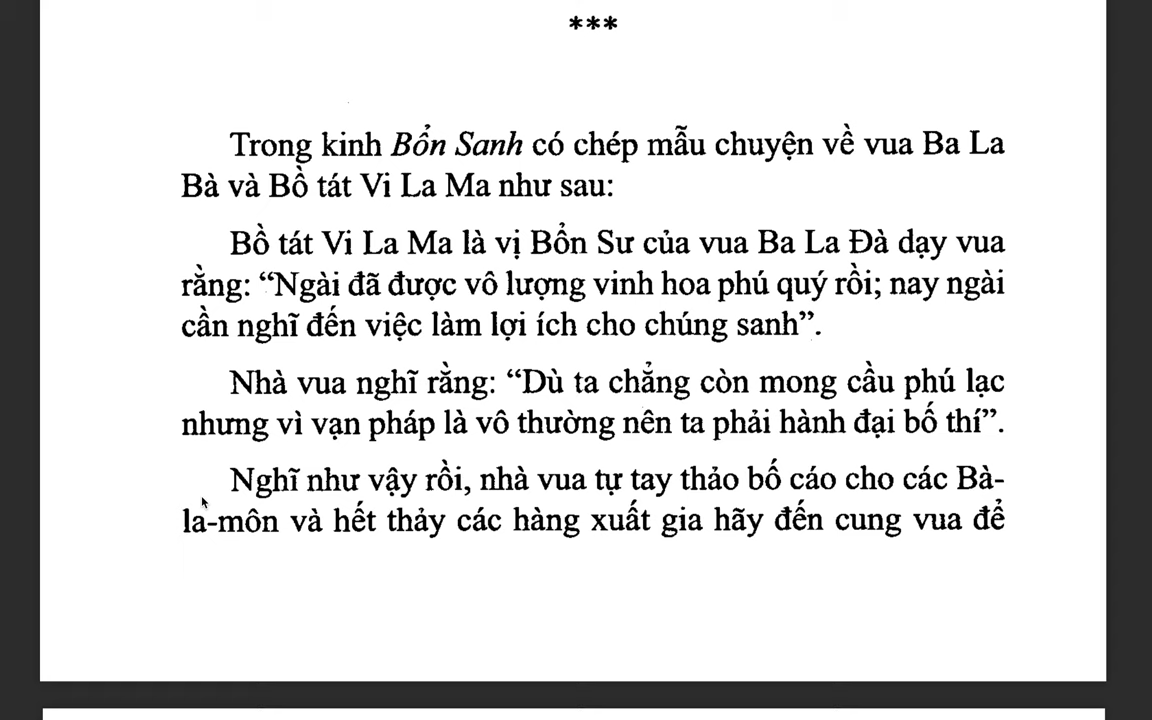 ***
Trong kinh Bổn Sanh có chép mẫu chuyện về vua Ba La
Bà và Bồ tát Vi La Ma như sau:
Bồ tát Vi La Ma là vị Bổn Sư của vua Ba La Đà dạy vua
rằng: “Ngài đã được vô lượng vinh hoa phú quý rồi; nay ngài
cần nghĩ đến việc làm lợi ích cho chúng sanh”.
Nhà vua nghĩ rằng: “Dù ta chẳng còn mong cầu phú lạc
nhưng vì vạn pháp là vô thường nên ta phải hành đại bố thí”.
Nghĩ như vậy rồi, nhà vua tự tay thảo bố cáo cho các Bà-
la-môn và hết thảy các hàng xuất gia hãy đến cung vua để